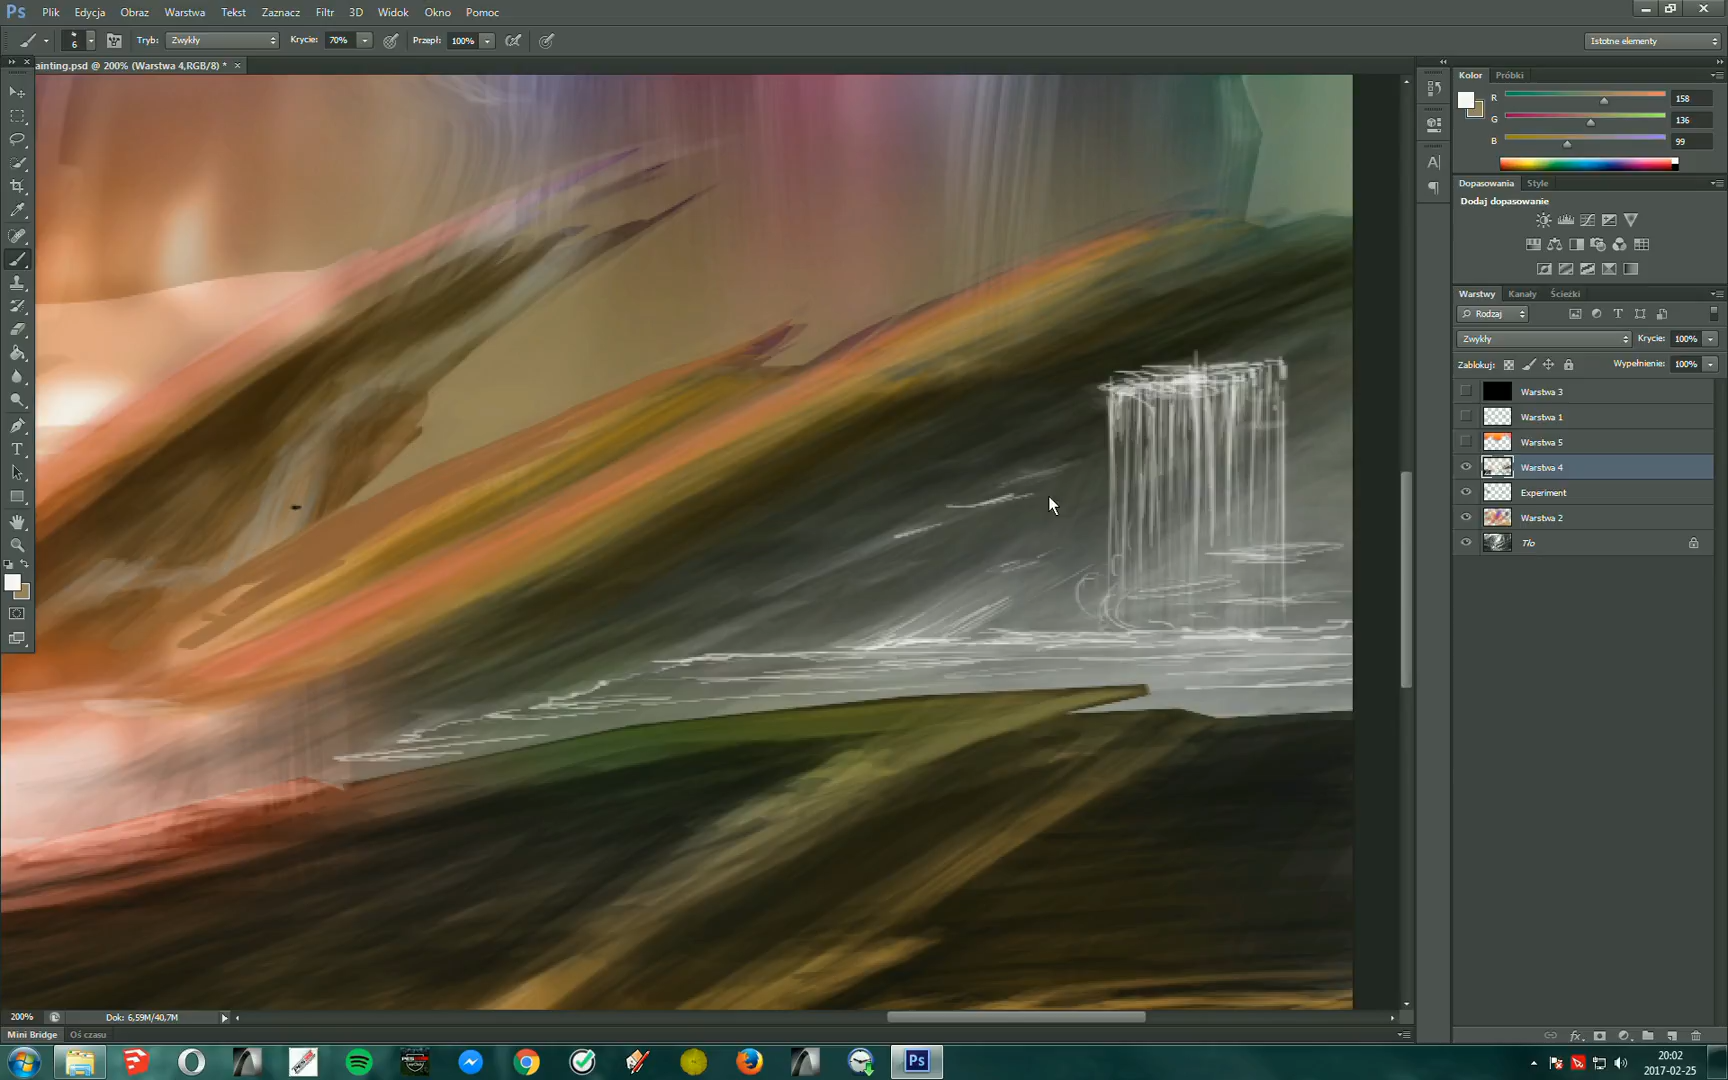 Ps Plik Edycja Obraz Warstwa Tekst Zaznacz Filtr 3D Widok Okno Pomoc
6 Tryb: Zwykły Krycie: 70% Przepł: 100% Istotne elementy
ainting.psd @ 200% (Warstwa 4,RGB/8) *
Kolor Próbki
R 158
G 136
B 99
Dopasowania Style
Dodaj dopasowanie
Warstwy Kanały Ścieżki
Rodzaj
Zwykły Krycie: 100%
Zablokuj: Wypełnienie: 100%
Warstwa 3
Warstwa 1
Warstwa 5
Warstwa 4
Experiment
Warstwa 2
Tło
200% Dok: 6,59M/40,7M
Mini Bridge Oś czasu
Ps
20:02
2017-02-25